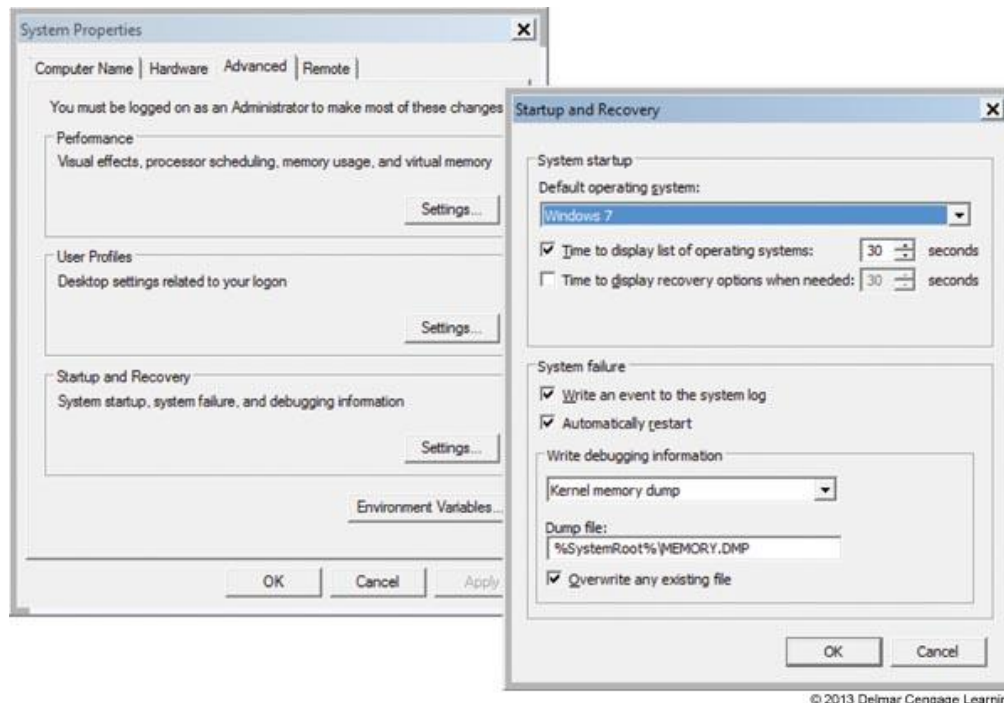 System Properties
Computer Name Hardware Advanced Remote
You must be logged on as an Administrator to make most of these changes
Performance
Visual effects, processor scheduling, memory usage, and virtual memory
Settings...
User Profiles
Desktop settings related to your logon
Settings...
Startup and Recovery
System startup, system failure, and debugging information
Settings...
Environment Variables...
OK Cancel Apply
Startup and Recovery
System startup
Default operating system:
Windows 7
Time to display list of operating systems: 30 seconds
Time to display recovery options when needed: 30 seconds
System failure
Write an event to the system log
Automatically restart
Write debugging information
Kernel memory dump
Dump file:
%SystemRoot%\MEMORY.DMP
Overwrite any existing file
OK Cancel
© 2013 Delmar Cengage Learnin